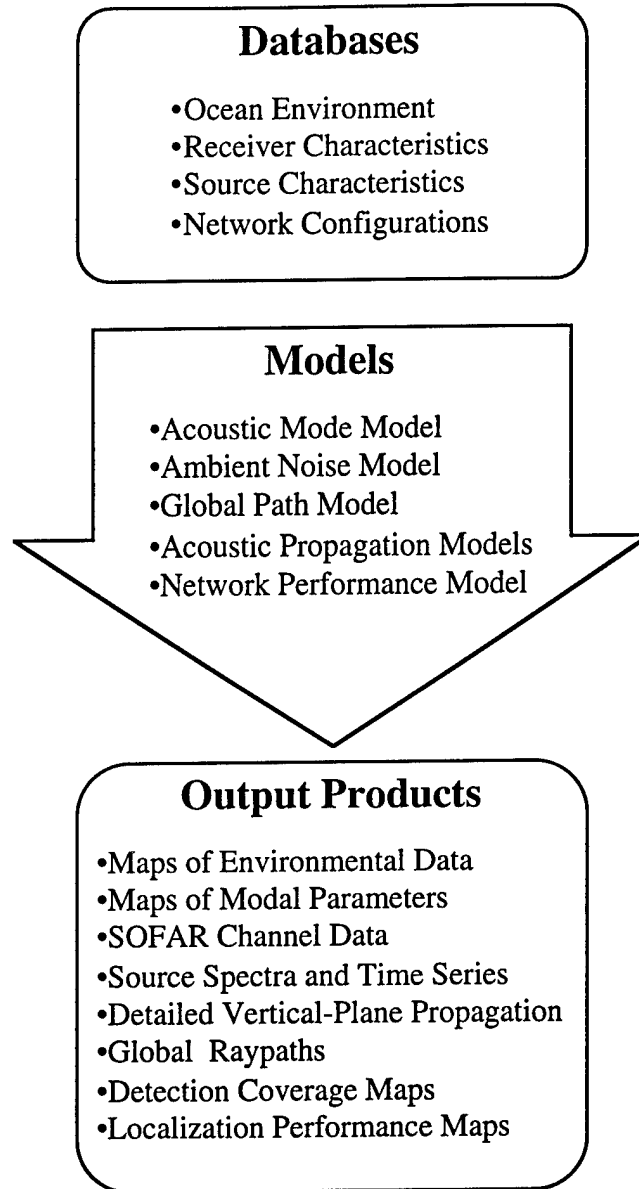 Databases
•Ocean Environment
•Receiver Characteristics
•Source Characteristics
•Network Configurations
Models
•Acoustic Mode Model
•Ambient Noise Model
•Global Path Model
•Acoustic Propagation Models
•Network Performance Model
Output Products
•Maps of Environmental Data
•Maps of Modal Parameters
•SOFAR Channel Data
•Source Spectra and Time Series
•Detailed Vertical-Plane Propagation
•Global Raypaths
•Detection Coverage Maps
•Localization Performance Maps